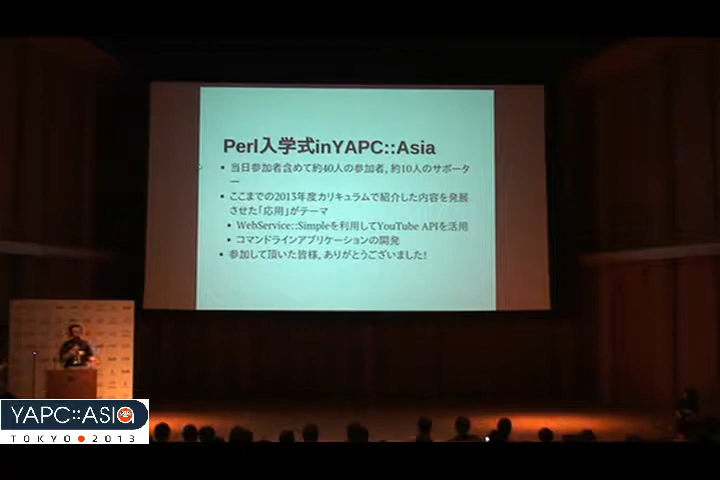 Perl入学式inYAPC::Asia
当日参加者含めて約40人の参加者, 約10人のサポータ
ー
ここまでの2013年度カリキュラムで紹介した内容を発展
させた「応用」がテーマ
WebService::Simpleを利用してYouTube APIを活用
コマンドラインアプリケーションの開発
参加して頂いた皆様, ありがとうございました!
YAPC::ASIA
TOKYO 2013